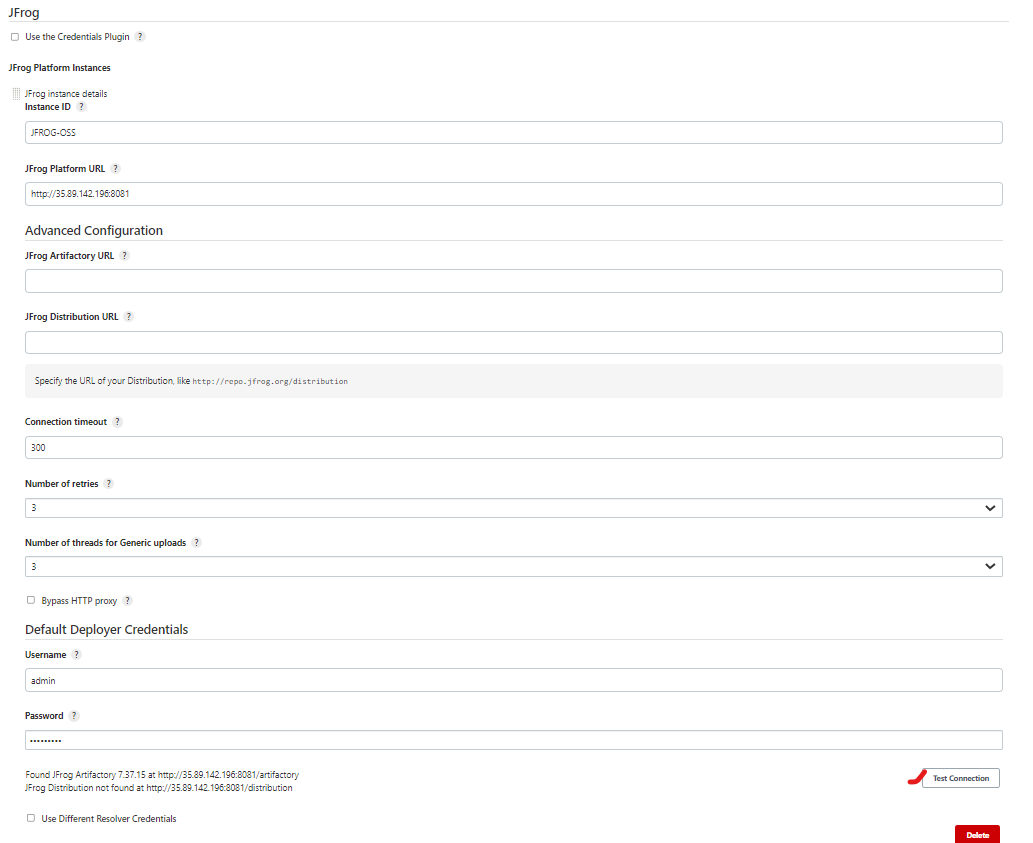 JFrog
Use the Credentials Plugin ?
JFrog Platform Instances
JFrog instance details
Instance ID ?
JFROG-OSS
JFrog Platform URL ?
http://35.89.142.196:8081
Advanced Configuration
JFrog Artifactory URL ?
JFrog Distribution URL ?
Specify the URL of your Distribution, like http://repo.jfrog.org/distribution
Connection timeout ?
300
Number of retries ?
3
Number of threads for Generic uploads ?
3
Bypass HTTP proxy ?
Default Deployer Credentials
Username ?
admin
Password ?
•••••••••
Found JFrog Artifactory 7.37.15 at http://35.89.142.196:8081/artifactory
JFrog Distribution not found at http://35.89.142.196:8081/distribution
Test Connection
Use Different Resolver Credentials
Delete